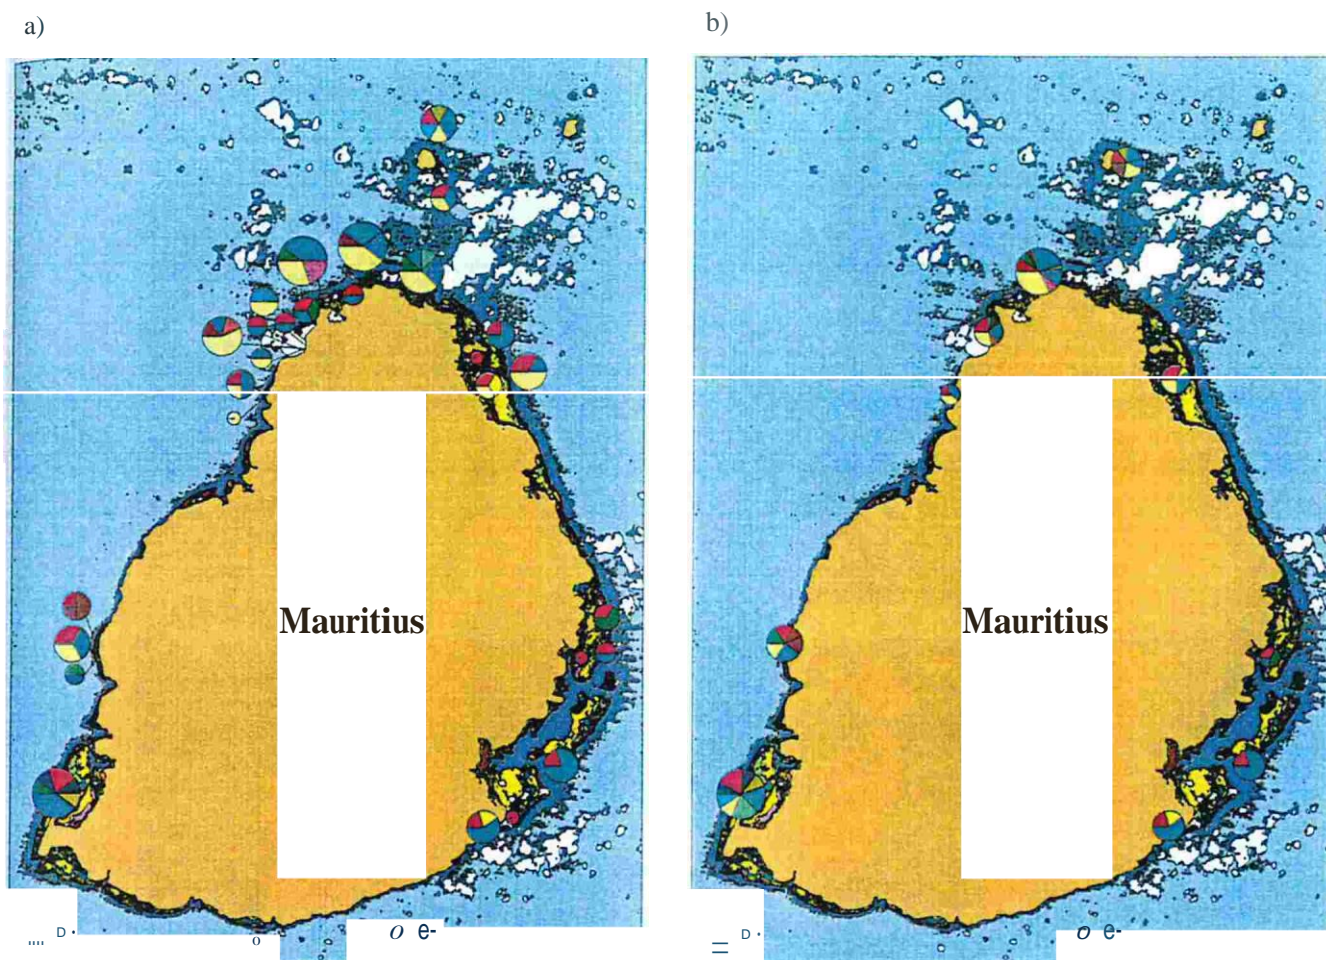 a)
b)
Mauritius
Mauritius
D •
o
o e-
D •
o e-